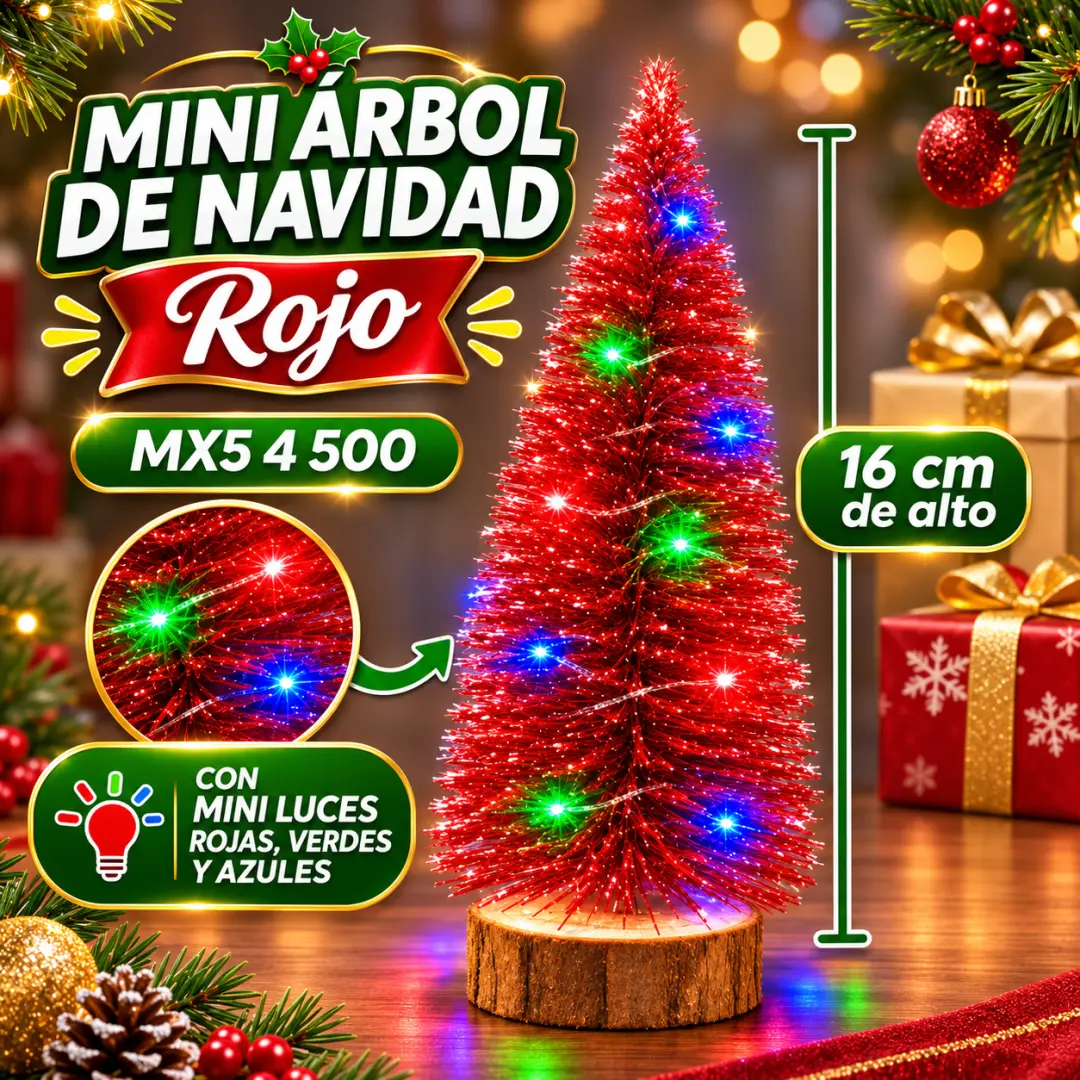 MINI ÁRBOL
DE NAVIDAD
Rojo
MX5 4 500
16 cm
de alto
CON
MINI LUCES
ROJAS, VERDES
Y AZULES